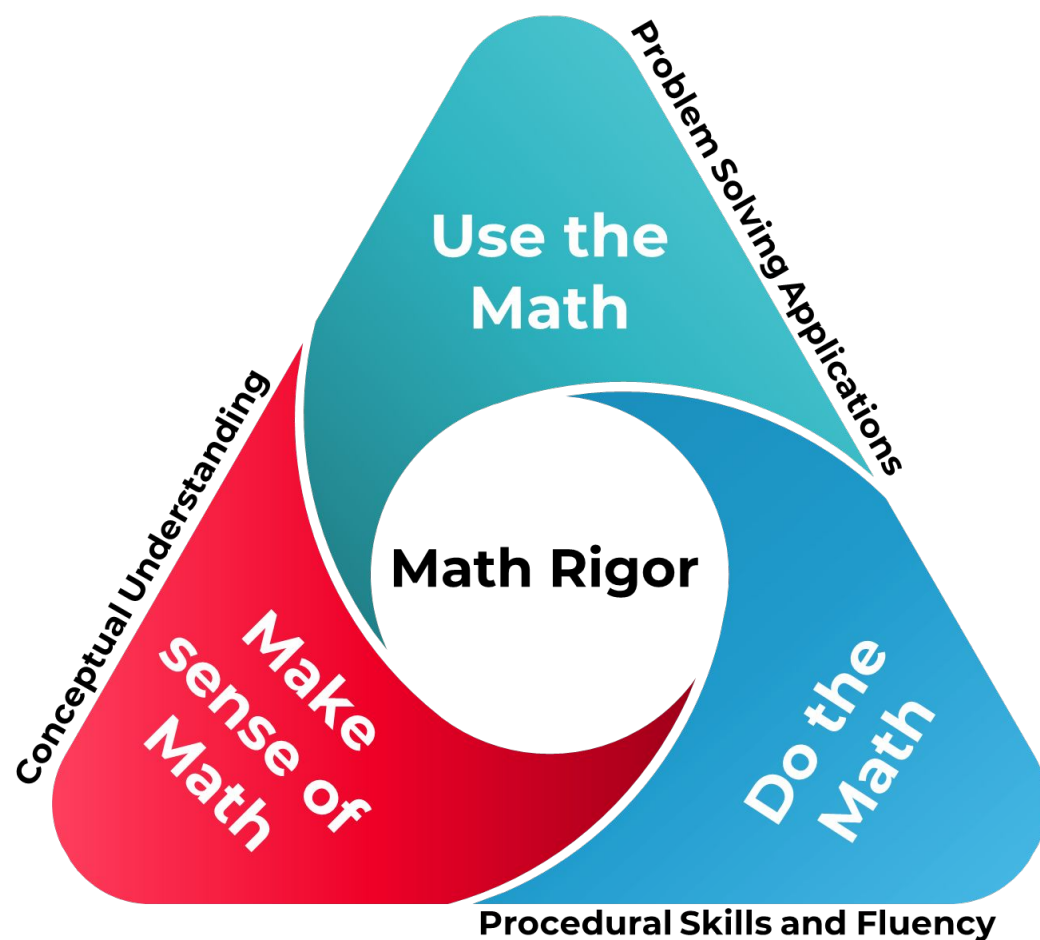 Problem Solving Applications
Use the
Math
Conceptual Understanding
Math Rigor
Make
sense of
Math
Do the
Math
Procedural Skills and Fluency